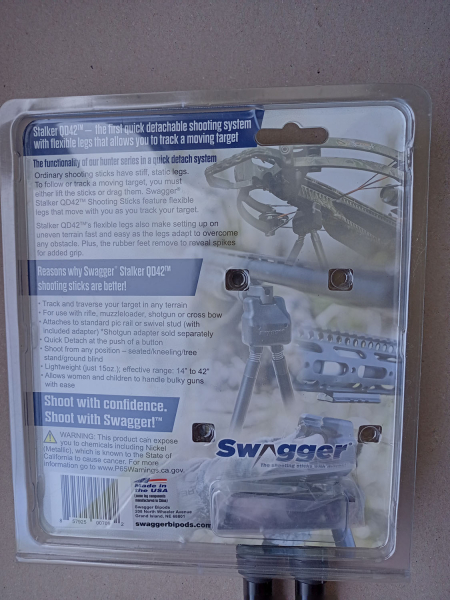 Stalker QD42™ — the first quick detachable shooting system
with flexible legs that allows you to track a moving target
The functionality of our hunter series in a quick detach system
Ordinary shooting sticks have stiff, static legs.
To follow or track a moving target, you must
either lift the sticks or drag them. Swagger®
Stalker QD42™ Shooting Sticks feature flexible
legs that move with you as you track your target.
Stalker QD42™'s flexible legs also make setting up on
uneven terrain fast and easy as the legs adapt to overcome
any obstacle. Plus, the rubber feet remove to reveal spikes
for added grip.
Reasons why Swagger® Stalker QD42™
shooting sticks are better!
• Track and traverse your target in any terrain
• For use with rifle, muzzleloader, shotgun or cross bow
• Attaches to standard pic rail or swivel stud (with
included adapter) *Shotgun adapter sold separately
• Quick Detach at the push of a button
• Shoot from any position – seated/kneeling/tree
stand/ground blind
• Lightweight (just 15oz.); effective range: 14" to 42"
• Allows women and children to handle bulky guns
with ease
Shoot with confidence.
Shoot with Swagger!™
WARNING: This product can expose
you to chemicals including Nickel
(Metallic), which is known to the State of
California to cause cancer. For more
information go to www.P65Warnings.ca.gov.
Swagger®
Made in
the USA
Swagger Bipods
Grand Island, NE 68801
swaggerbipods.com